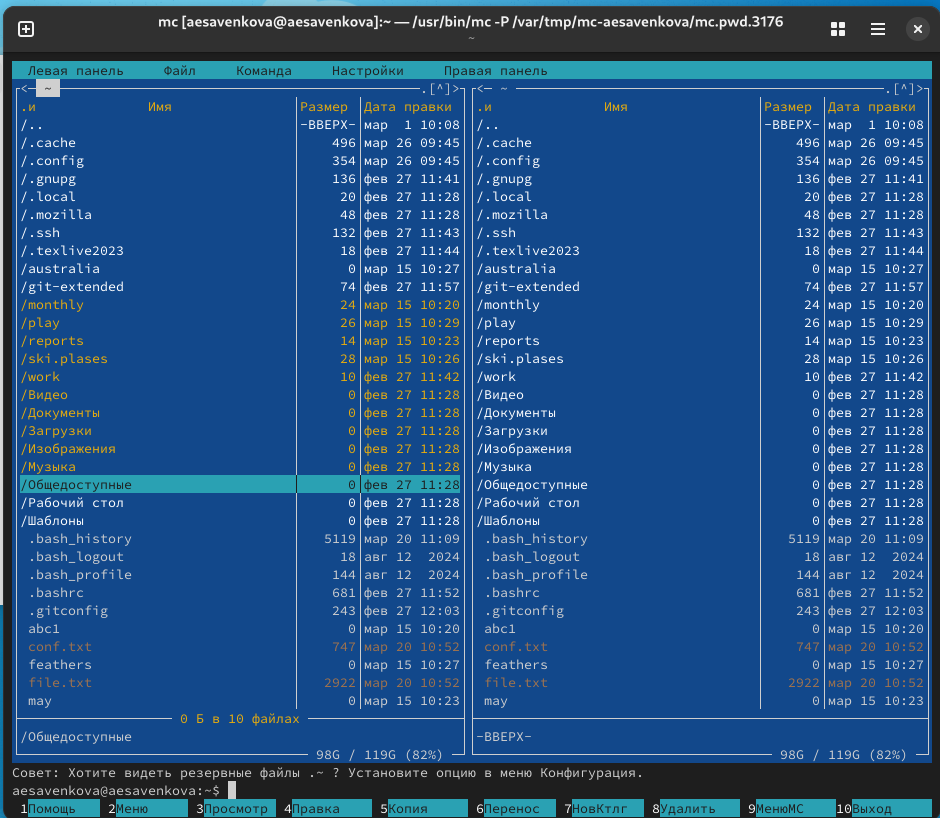 mc [aesavenkova@aesavenkova]:~ — /usr/bin/mc -P /var/tmp/mc-aesavenkova/mc.pwd.3176
~
Левая панель Файл Команда Настройки Правая панель
<— ~ .[^]> <— ~ .[^]>
.и Имя Размер Дата правки .и Имя Размер Дата правки
/.. -ВВЕРХ- мар 1 10:08 /.. -ВВЕРХ- мар 1 10:08
/.cache 496 мар 26 09:45 /.cache 496 мар 26 09:45
/.config 354 мар 26 09:45 /.config 354 мар 26 09:45
/.gnupg 136 фев 27 11:41 /.gnupg 136 фев 27 11:41
/.local 20 фев 27 11:28 /.local 20 фев 27 11:28
/.mozilla 48 фев 27 11:28 /.mozilla 48 фев 27 11:28
/.ssh 132 фев 27 11:43 /.ssh 132 фев 27 11:43
/.texlive2023 18 фев 27 11:44 /.texlive2023 18 фев 27 11:44
/australia 0 мар 15 10:27 /australia 0 мар 15 10:27
/git-extended 74 фев 27 11:57 /git-extended 74 фев 27 11:57
/monthly 24 мар 15 10:20 /monthly 24 мар 15 10:20
/play 26 мар 15 10:29 /play 26 мар 15 10:29
/reports 14 мар 15 10:23 /reports 14 мар 15 10:23
/ski.plases 28 мар 15 10:26 /ski.plases 28 мар 15 10:26
/work 10 фев 27 11:42 /work 10 фев 27 11:42
/Видео 0 фев 27 11:28 /Видео 0 фев 27 11:28
/Документы 0 фев 27 11:28 /Документы 0 фев 27 11:28
/Загрузки 0 фев 27 11:28 /Загрузки 0 фев 27 11:28
/Изображения 0 фев 27 11:28 /Изображения 0 фев 27 11:28
/Музыка 0 фев 27 11:28 /Музыка 0 фев 27 11:28
/Общедоступные 0 фев 27 11:28 /Общедоступные 0 фев 27 11:28
/Рабочий стол 0 фев 27 11:28 /Рабочий стол 0 фев 27 11:28
/Шаблоны 0 фев 27 11:28 /Шаблоны 0 фев 27 11:28
.bash_history 5119 мар 20 11:09 .bash_history 5119 мар 20 11:09
.bash_logout 18 авг 12 2024 .bash_logout 18 авг 12 2024
.bash_profile 144 авг 12 2024 .bash_profile 144 авг 12 2024
.bashrc 681 фев 27 11:52 .bashrc 681 фев 27 11:52
.gitconfig 243 фев 27 12:03 .gitconfig 243 фев 27 12:03
abc1 0 мар 15 10:20 abc1 0 мар 15 10:20
conf.txt 747 мар 20 10:52 conf.txt 747 мар 20 10:52
feathers 0 мар 15 10:27 feathers 0 мар 15 10:27
file.txt 2922 мар 20 10:52 file.txt 2922 мар 20 10:52
may 0 мар 15 10:23 may 0 мар 15 10:23
0 Б в 10 файлах
/Общедоступные -ВВЕРХ-
98G / 119G (82%) 98G / 119G (82%)
Совет: Хотите видеть резервные файлы .~ ? Установите опцию в меню Конфигурация.
aesavenkova@aesavenkova:~$
1Помощь 2Меню 3Просмотр 4Правка 5Копия 6Перенос 7НовКтлг 8Удалить 9МенюMC 10Выход